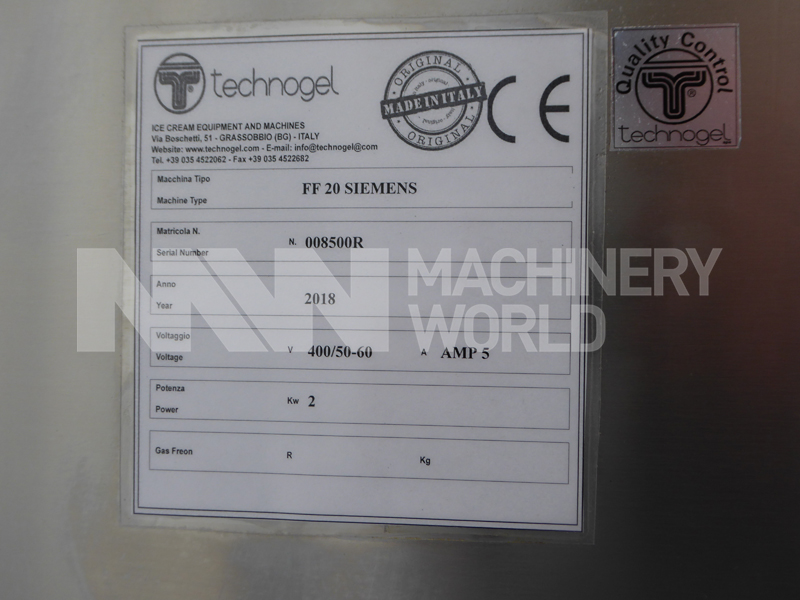 technogel
ORIGINAL
MADE IN ITALY
ORIGINAL
CE
Quality Control
technogel
ICE CREAM EQUIPMENT AND MACHINES
Via Boschetti, 51 - GRASSOBBIO (BG) - ITALY
Website: www.technogel.com - E-mail: info@technogel.com
Tel. +39 035 4522062 - Fax +39 035 4522682
Macchina Tipo
Machine Type
FF 20 SIEMENS
Matricola N.
Serial Number
N. 008500R
MW MACHINERY
WORLD
Anno
Year
2018
Voltaggio
Voltage
V 400/50-60 A AMP 5
Potenza
Power
Kw 2
Gas Freon R Kg